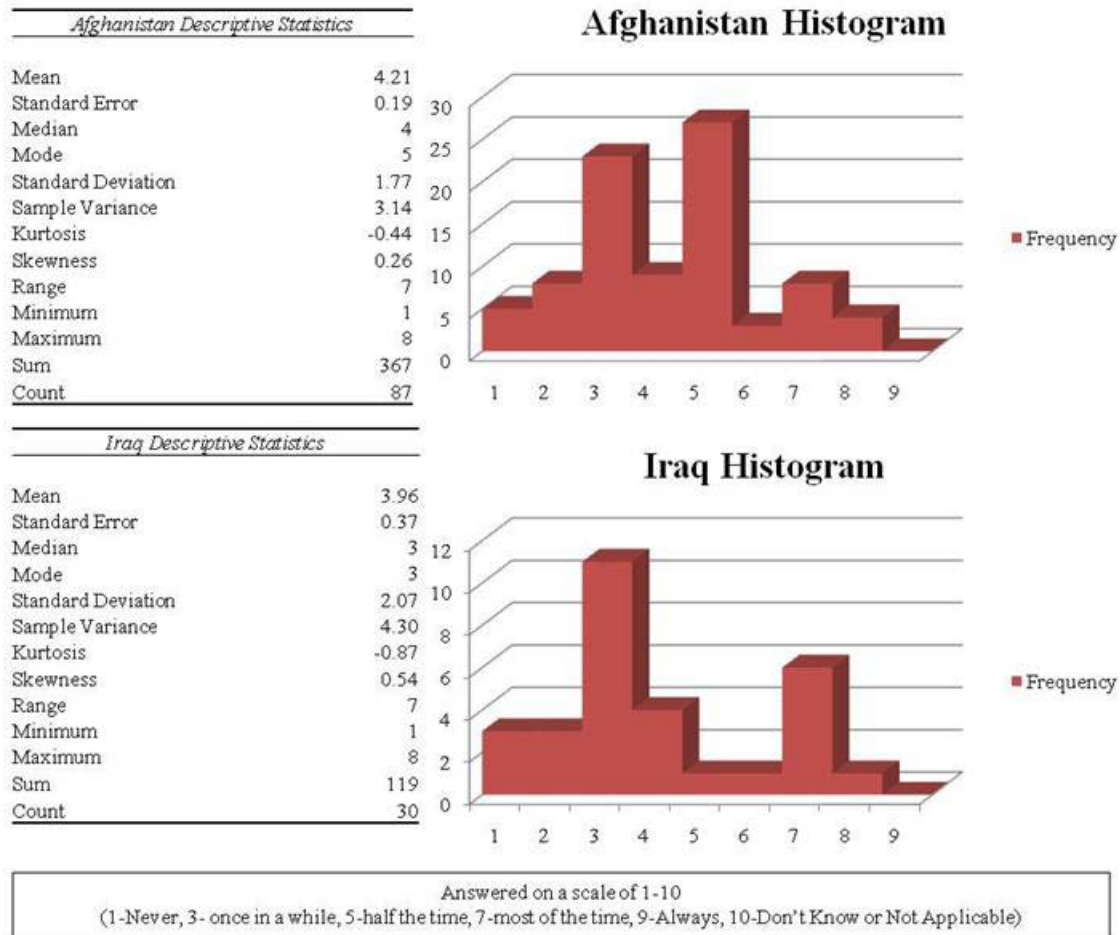 Afghanistan Descriptive Statistics
Mean 4.21
Standard Error 0.19
Median 4
Mode 5
Standard Deviation 1.77
Sample Variance 3.14
Kurtosis -0.44
Skewness 0.26
Range 7
Minimum 1
Maximum 8
Sum 367
Count 87
Afghanistan Histogram
30
25
20
15
10
5
0
1 2 3 4 5 6 7 8 9
Frequency
Iraq Descriptive Statistics
Mean 3.96
Standard Error 0.37
Median 3
Mode 3
Standard Deviation 2.07
Sample Variance 4.30
Kurtosis -0.87
Skewness 0.54
Range 7
Minimum 1
Maximum 8
Sum 119
Count 30
Iraq Histogram
12
10
8
6
4
2
0
1 2 3 4 5 6 7 8 9
Frequency
Answered on a scale of 1-10
(1-Never, 3- once in a while, 5-half the time, 7-most of the time, 9-Always, 10-Don't Know or Not Applicable)